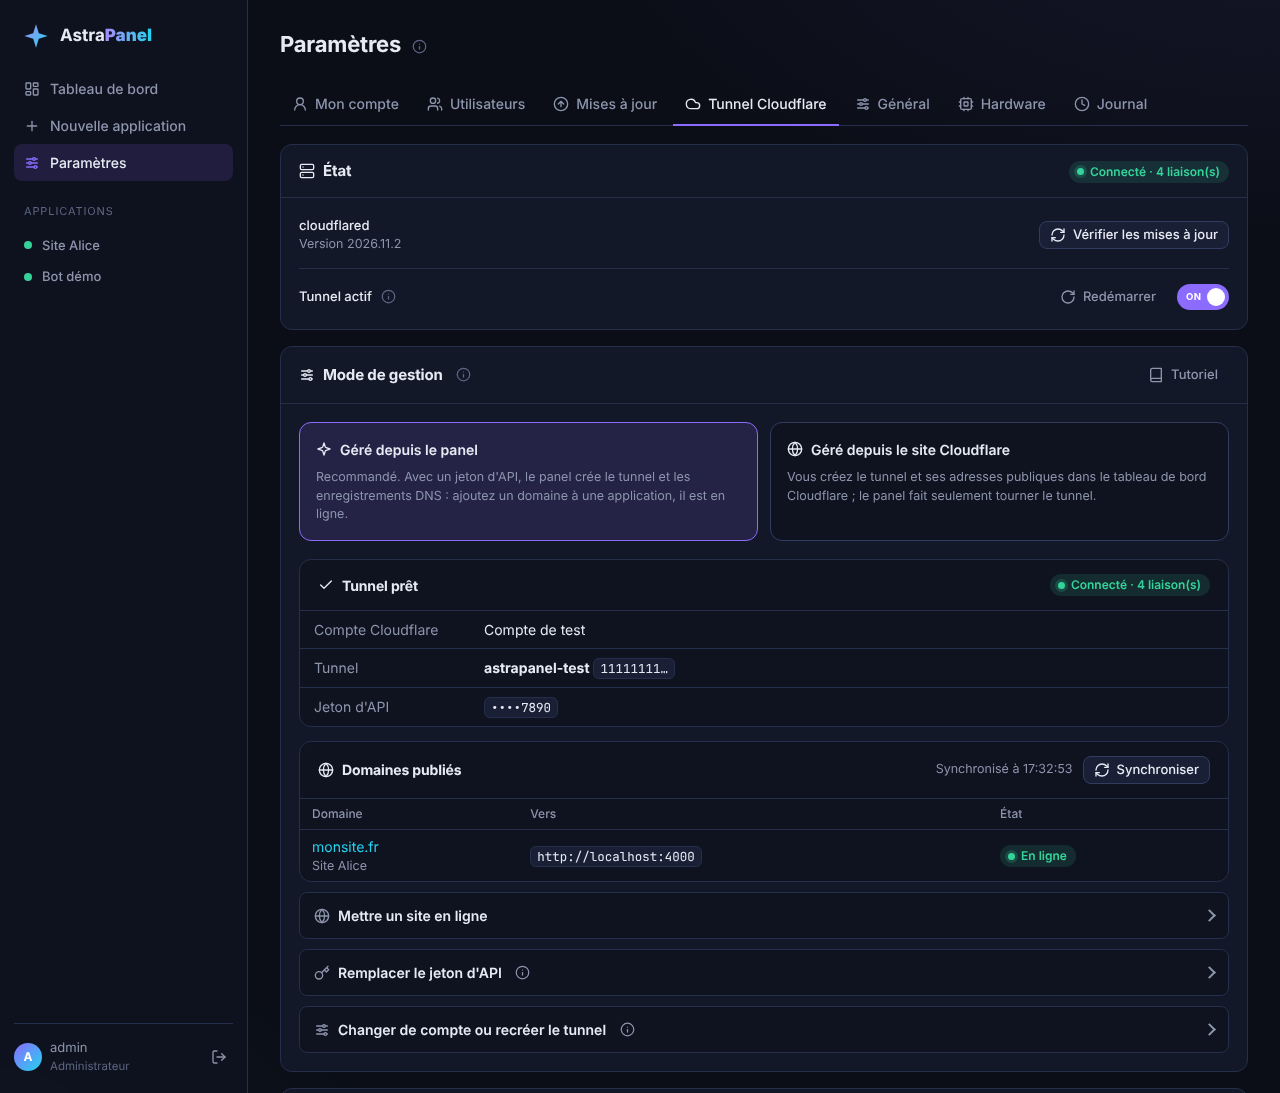 AstraPanel
Tableau de bord
Nouvelle application
Paramètres
APPLICATIONS
Site Alice
Bot démo
A
admin
Administrateur
Paramètres
Mon compte
Utilisateurs
Mises à jour
Tunnel Cloudflare
Général
Hardware
Journal
État
Connecté · 4 liaison(s)
cloudflared
Version 2026.11.2
Vérifier les mises à jour
Tunnel actif
Redémarrer
ON
Mode de gestion
Tutoriel
Géré depuis le panel
Recommandé. Avec un jeton d'API, le panel crée le tunnel et les
enregistrements DNS : ajoutez un domaine à une application, il est en
ligne.
Géré depuis le site Cloudflare
Vous créez le tunnel et ses adresses publiques dans le tableau de bord
Cloudflare ; le panel fait seulement tourner le tunnel.
Tunnel prêt
Connecté · 4 liaison(s)
Compte Cloudflare
Compte de test
Tunnel
astrapanel-test 11111111…
Jeton d'API
••••7890
Domaines publiés
Synchronisé à 17:32:53
Synchroniser
Domaine
Vers
État
monsite.fr
Site Alice
http://localhost:4000
En ligne
Mettre un site en ligne
Remplacer le jeton d'API
Changer de compte ou recréer le tunnel